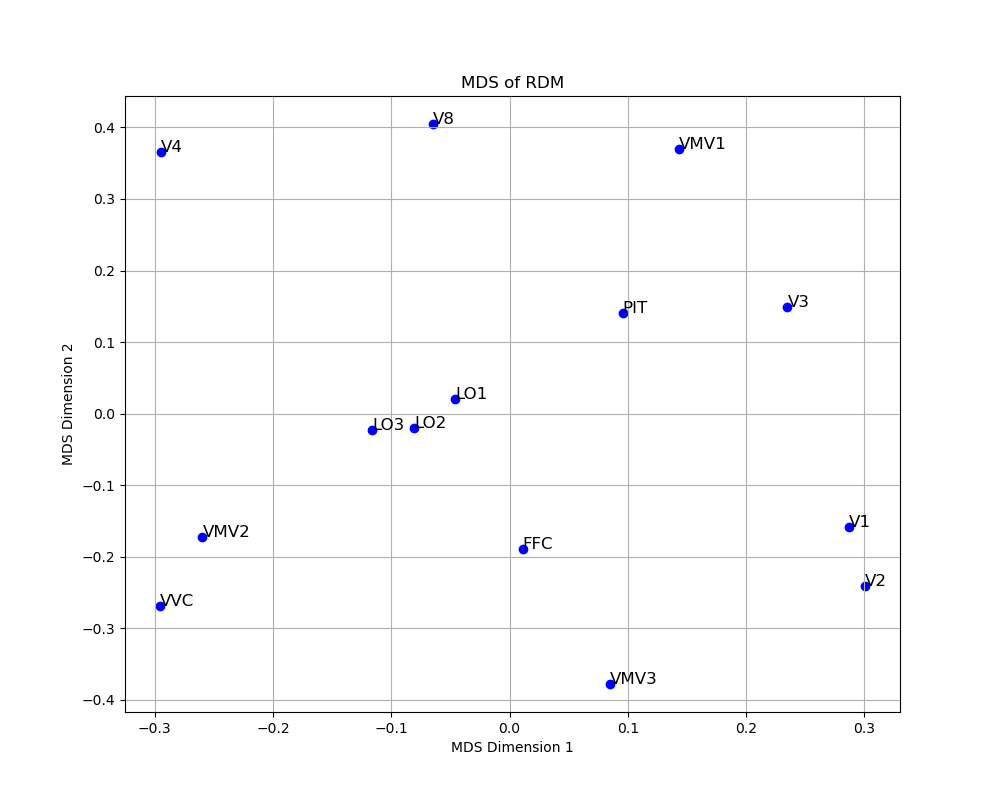 MDS of RDM
V8
V4
VMV1
PIT
V3
LO1
LO3
LO2
VMV2
FFC
V1
V2
VVC
VMV3
0.4
0.3
0.2
0.1
0.0
−0.1
−0.2
−0.3
−0.4
MDS Dimension 2
−0.3 −0.2 −0.1 0.0 0.1 0.2 0.3
MDS Dimension 1